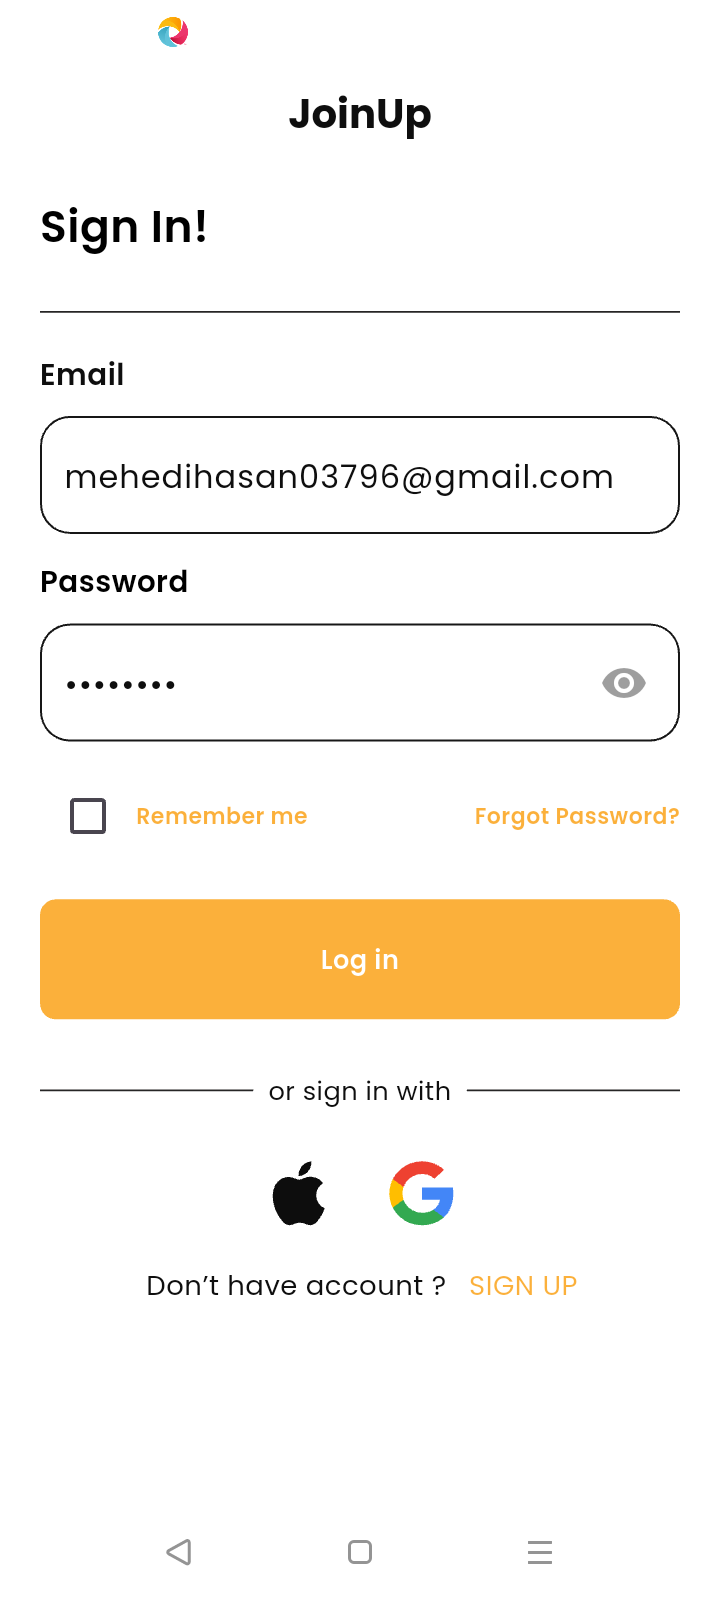 JoinUp
Sign In!
Email
mehedihasan03796@gmail.com
Password
••••••••
Remember me
Forgot Password?
Log in
or sign in with
Don’t have account ? SIGN UP